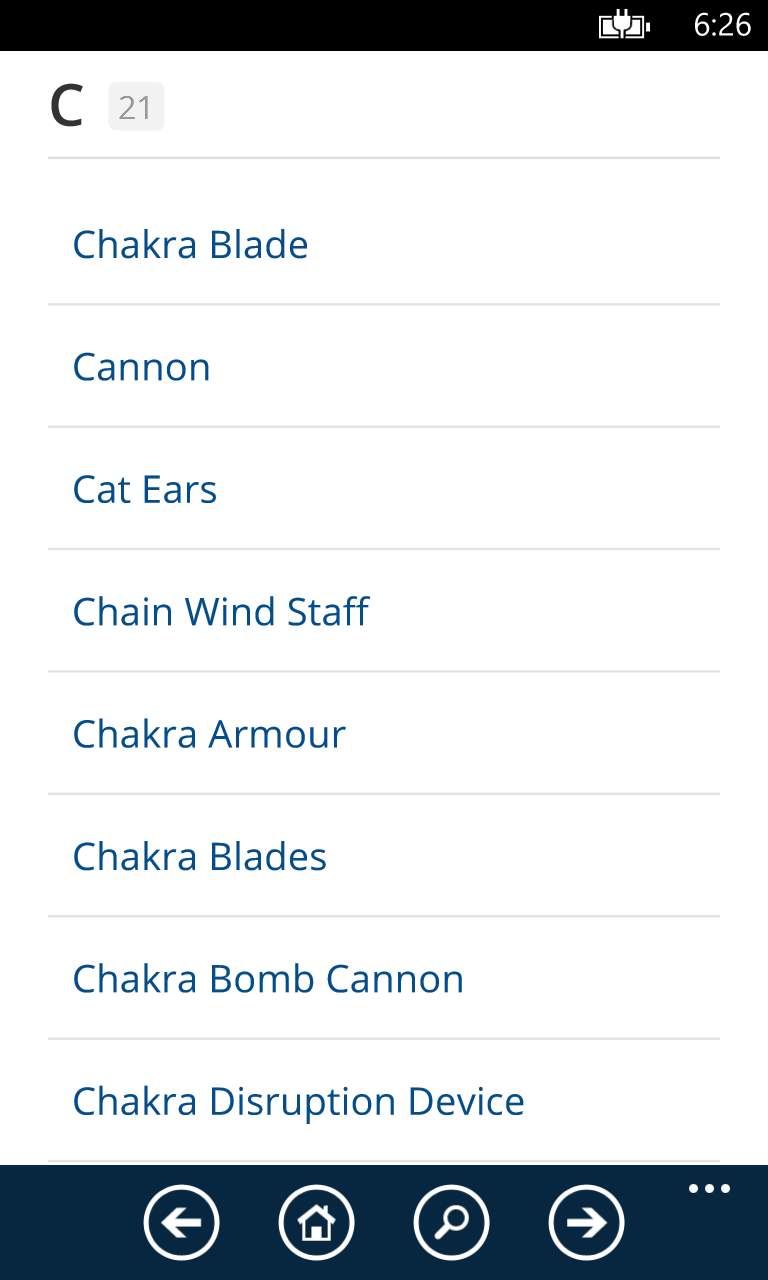 6:26
C 21
Chakra Blade
Cannon
Cat Ears
Chain Wind Staff
Chakra Armour
Chakra Blades
Chakra Bomb Cannon
Chakra Disruption Device